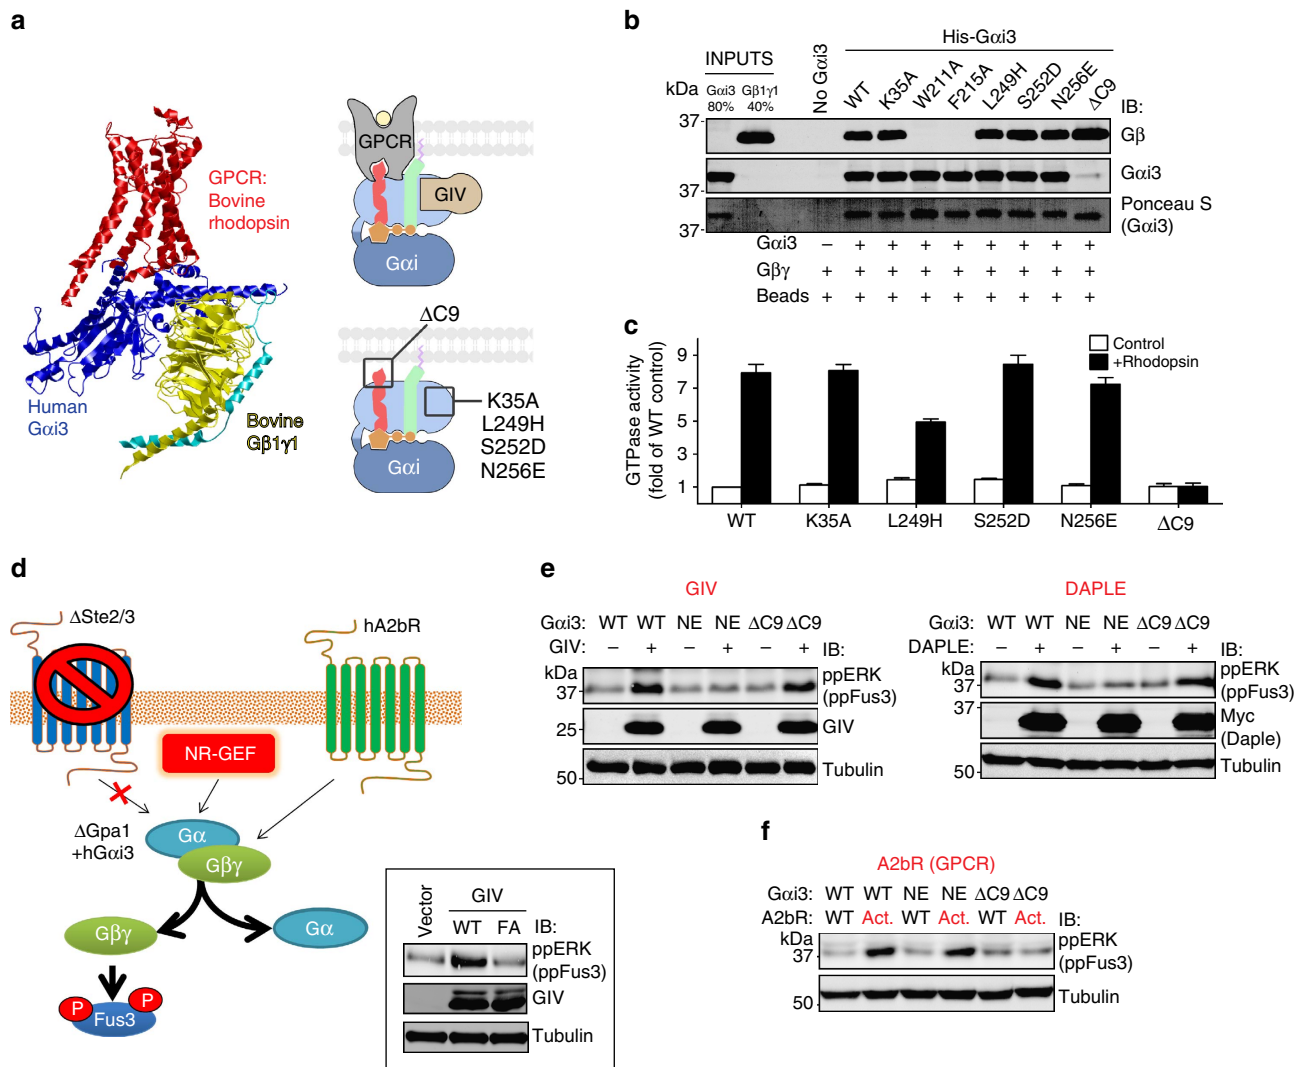 a
GPCR:
Bovine
rhodopsin
Human
Gαi3
Bovine
Gβ1γ1
GPCR
GIV
Gαi
ΔC9
K35A
L249H
S252D
N256E
Gαi
b
His-Gαi3
INPUTS
Gαi3 Gβ1γ1
80% 40%
No Gαi3
WT K35A W211A F215A L249H S252D N256E ΔC9
kDa
IB:
37 Gβ
37 Gαi3
37 Ponceau S
(Gαi3)
Gαi3 − + + + + + + + +
Gβγ + + + + + + + + +
Beads + + + + + + + + +
c
GTPase activity
(fold of WT control)
9
7
5
3
1
Control
+Rhodopsin
WT K35A L249H S252D N256E ΔC9
d
ΔSte2/3
hA2bR
NR-GEF
ΔGpa1
+hGαi3
Gα
Gβγ
Gβγ
Gα
P P
Fus3
Vector
GIV
WT FA IB:
ppERK
(ppFus3)
GIV
Tubulin
e
GIV
Gαi3: WT WT NE NE ΔC9 ΔC9
GIV: − + − + − + IB:
kDa
37
ppERK
(ppFus3)
25 GIV
50 Tubulin
DAPLE
Gαi3: WT WT NE NE ΔC9 ΔC9
DAPLE: − + − + − + IB:
kDa
37
ppERK
(ppFus3)
37
Myc
(Daple)
50 Tubulin
f
A2bR (GPCR)
Gαi3: WT WT NE NE ΔC9 ΔC9
A2bR: WT Act. WT Act. WT Act. IB:
kDa
37
ppERK
(ppFus3)
50 Tubulin